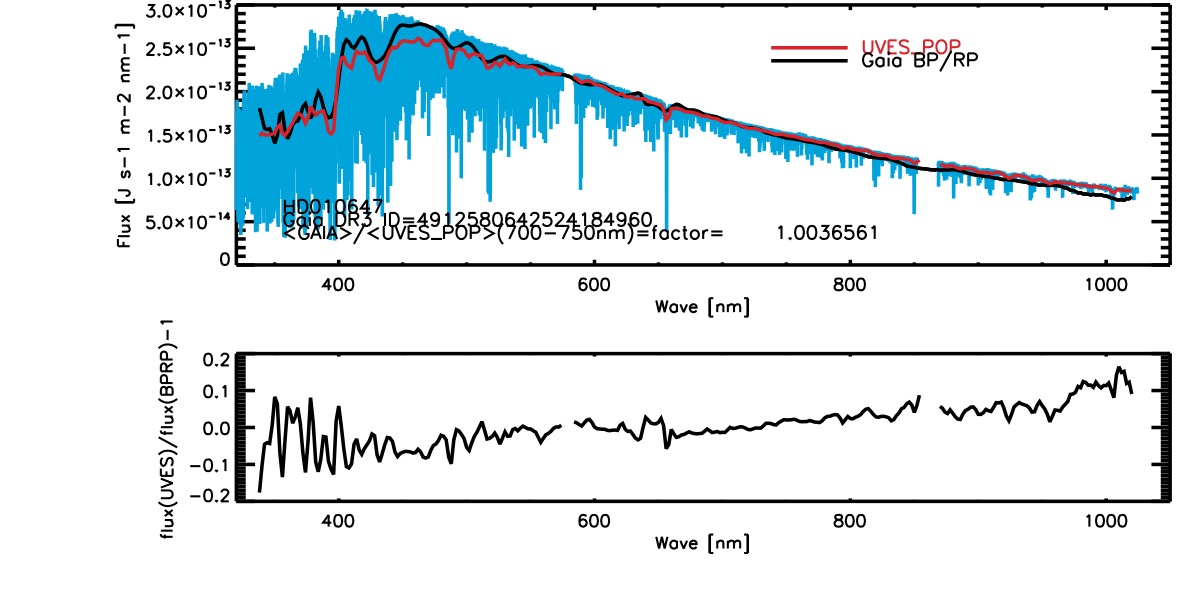 3.0×10−13
2.5×10−13
2.0×10−13
1.5×10−13
1.0×10−13
5.0×10−14
0
Flux [J s−1 m−2 nm−1]
UVES_POP
Gaia BP/RP
HD010647
Gaia DR3 ID=4912580642524184960
<GAIA>/<UVES_POP>(700−750nm)=factor= 1.0036561
400 600 800 1000
Wave [nm]
flux(UVES)/flux(BPRP)−1
0.2
0.1
0.0
−0.1
−0.2
400 600 800 1000
Wave [nm]